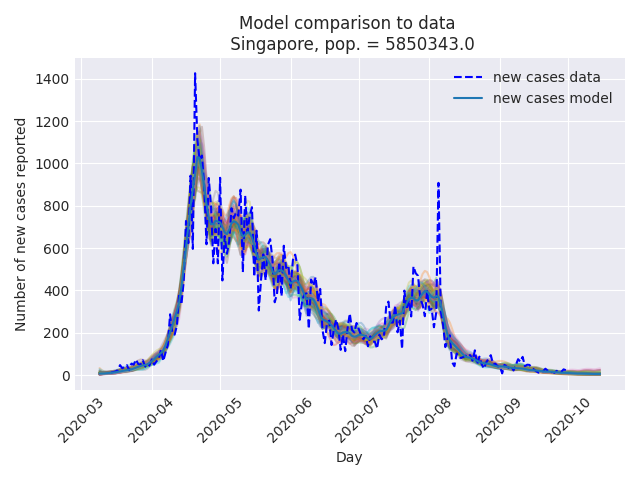 Model comparison to data
Singapore, pop. = 5850343.0
new cases data
new cases model
Number of new cases reported
1400
1200
1000
800
600
400
200
0
2020-03
2020-04
2020-05
2020-06
2020-07
2020-08
2020-09
2020-10
Day